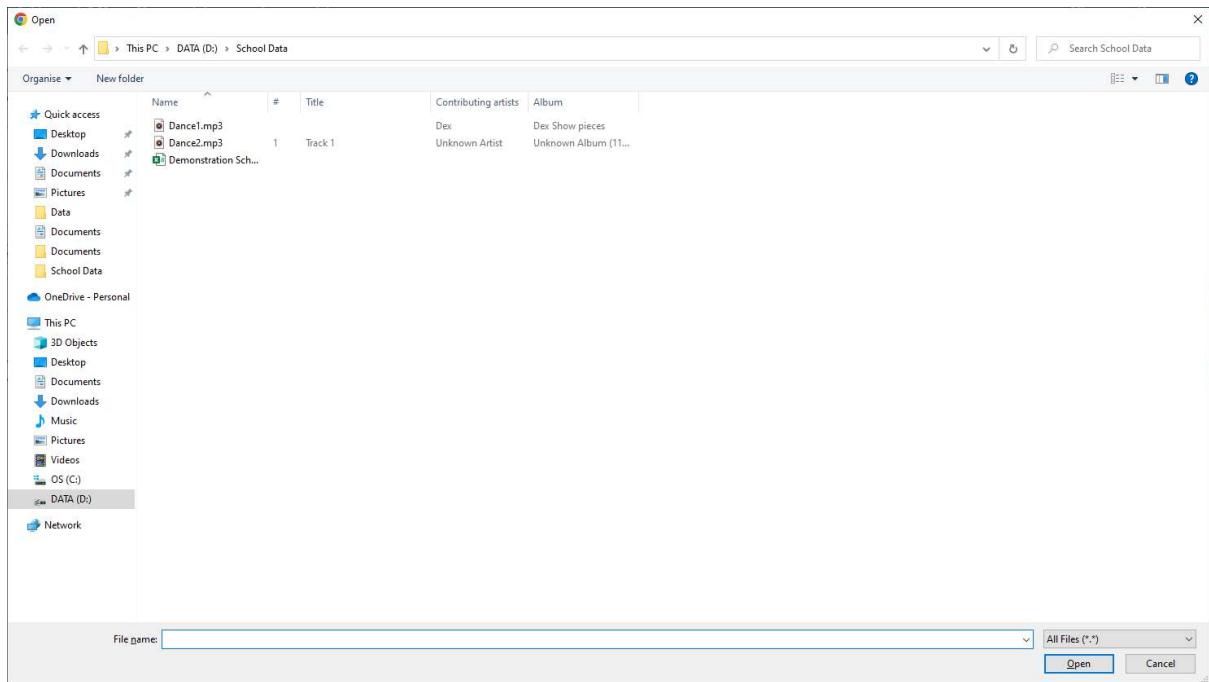 Open
This PC › DATA (D:) › School Data
Search School Data
Organise
New folder
Name # Title Contributing artists Album
Dance1.mp3 Dex Dex Show pieces
Dance2.mp3 1 Track 1 Unknown Artist Unknown Album (11...
Demonstration Sch...
Quick access
Desktop
Downloads
Documents
Pictures
Data
Documents
Documents
School Data
OneDrive - Personal
This PC
3D Objects
Desktop
Documents
Downloads
Music
Pictures
Videos
OS (C:)
DATA (D:)
Network
File name:
All Files (*.*)
Open Cancel